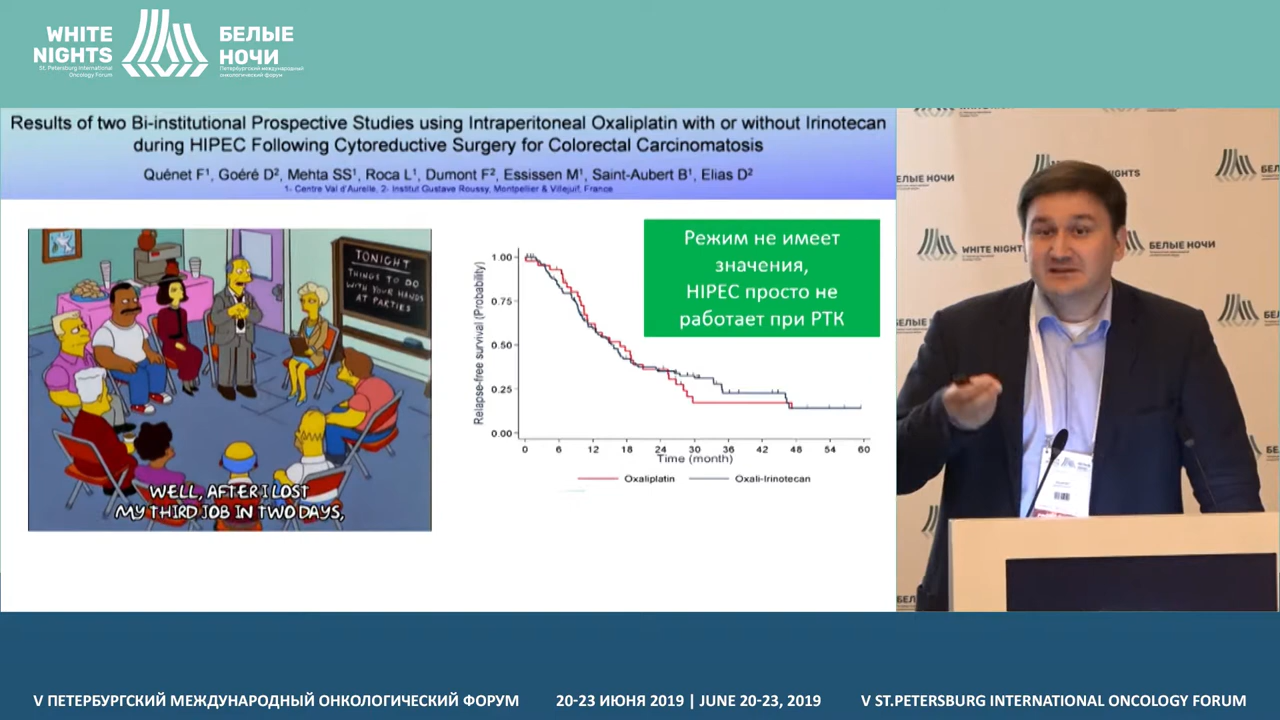 WHITE
NIGHTS
St. Petersburg International
Oncology Forum
БЕЛЫЕ
НОЧИ
Петербургский международный
онкологический форум
Results of two Bi-institutional Prospective Studies using Intraperitoneal Oxaliplatin with or without Irinotecan
during HIPEC Following Cytoreductive Surgery for Colorectal Carcinomatosis
Quénet F¹, Goéré D², Mehta SS¹, Roca L¹, Dumont F², Essissen M¹, Saint-Aubert B¹, Elias D²
1- Centre Val d'Aurelle, 2- Institut Gustave Roussy, Montpellier & Villejuif, France
TONIGHT
THINGS TO DO
WITH YOUR HANDS
AT PARTIES
WELL, AFTER I LOST
MY THIRD JOB IN TWO DAYS,
Режим не имеет
значения,
HIPEC просто не
работает при РТК
Relapse-free survival (Probability)
1.00
0.75
0.50
0.25
0.00
0 6 12 18 24 30 36 42 48 54 60
Time (month)
Oxaliplatin Oxali-Irinotecan
ЕЛЫЕ НОЧИ
NIGHTS
WHITE NIGHT
БЕЛЫЕ НОЧИ
V ПЕТЕРБУРГСКИЙ МЕЖДУНАРОДНЫЙ ОНКОЛОГИЧЕСКИЙ ФОРУМ 20-23 ИЮНЯ 2019 | JUNE 20-23, 2019 V ST.PETERSBURG INTERNATIONAL ONCOLOGY FORUM